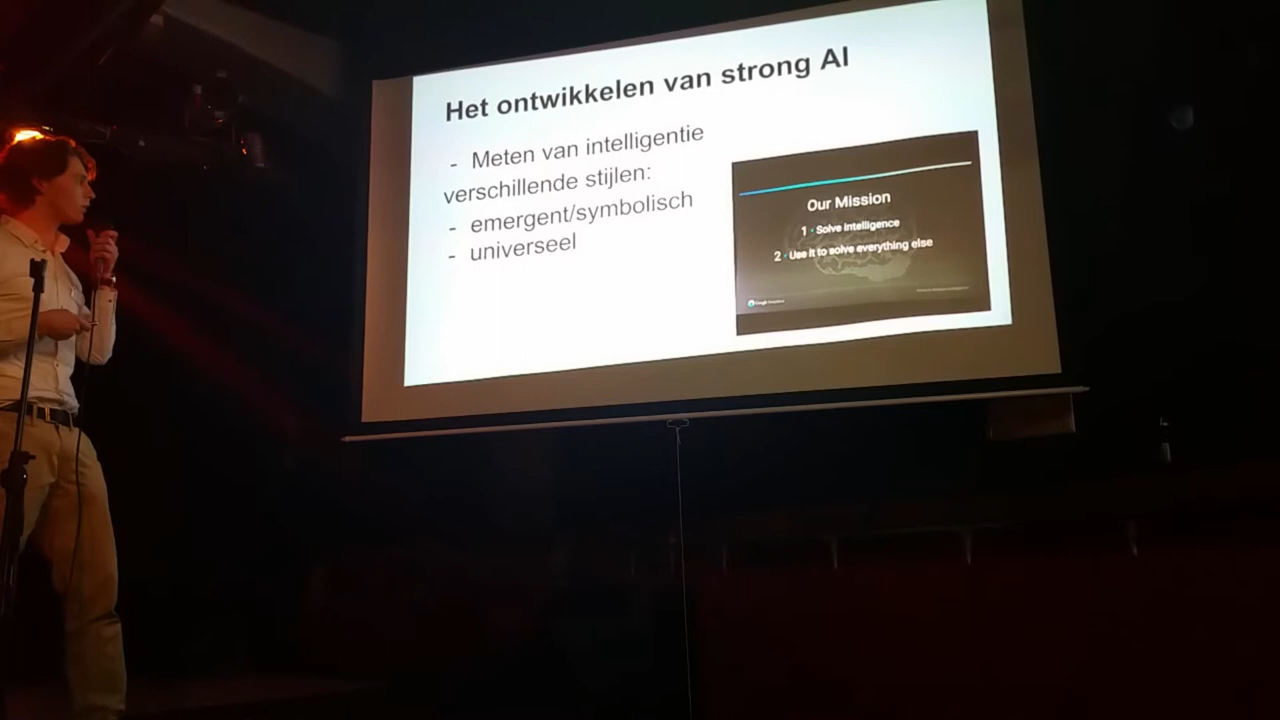 Het ontwikkelen van strong AI
- Meten van intelligentie
verschillende stijlen:
- emergent/symbolisch
- universeel
Our Mission
1 · Solve intelligence
2 · Use it to solve everything else
Google